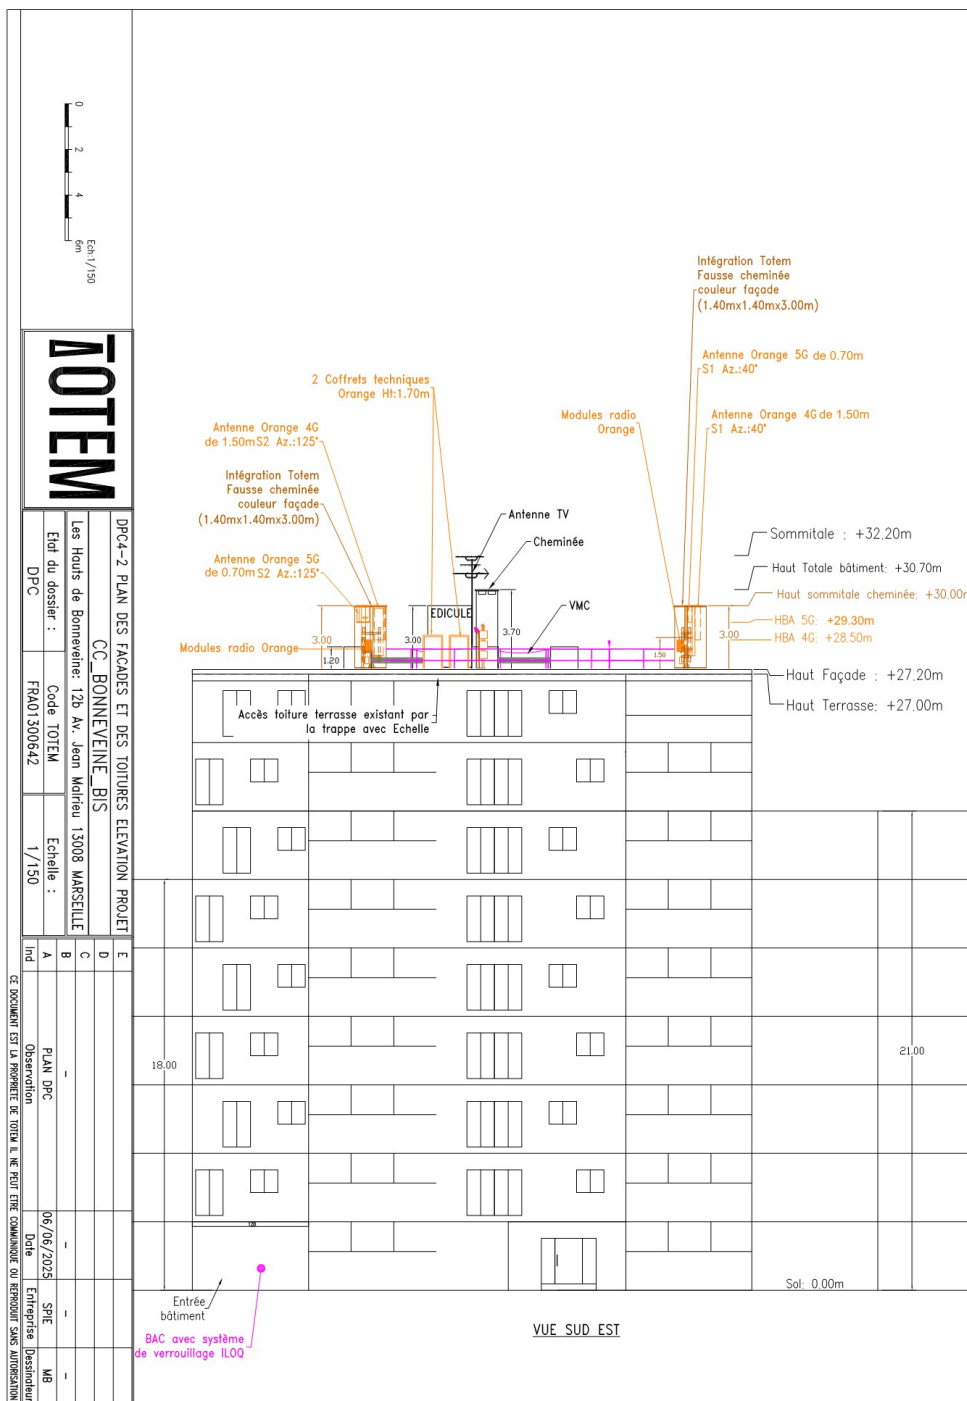 0
2
4
6m
Ech:1/150
TOTEM
DPC4-2 PLAN DES FACADES ET DES TOITURES ELEVATION PROJET
CC_BONNEVEINE_BIS
Les Hauts de Bonneveine: 12b Av. Jean Malrieu 13008 MARSEILLE
Etat du dossier :
DPC
Code TOTEM
FRA01300642
Echelle :
1/150
E
D
C
B
-
-
-
-
A
PLAN DPC
06/06/2025
SPIE
MB
Ind
Observation
Date
Entreprise
Dessinateur
CE DOCUMENT EST LA PROPRIETE DE TOTEM IL NE PEUT ETRE COMMUNIQUE OU REPRODUIT SANS AUTORISATION
Intégration Totem
Fausse cheminée
couleur façade
(1.40mx1.40mx3.00m)
Antenne Orange 5G de 0.70m
S1 Az.:40°
2 Coffrets techniques
Orange Ht:1.70m
Modules radio
Orange
Antenne Orange 4G de 1.50m
S1 Az.:40°
Antenne Orange 4G
de 1.50m S2 Az.:125°
Intégration Totem
Fausse cheminée
couleur façade
(1.40mx1.40mx3.00m)
Antenne TV
Cheminée
Antenne Orange 5G
de 0.70m S2 Az.:125°
Sommitale : +32.20m
Haut Totale bâtiment: +30.70m
Haut sommitale cheminée: +30.00m
HBA 5G: +29.30m
HBA 4G: +28.50m
EDICULE
VMC
Modules radio Orange
3.00
1.20
3.00
3.70
1.50
3.00
Haut Façade : +27.20m
Haut Terrasse: +27.00m
Accès toiture terrasse existant par
la trappe avec Echelle
18.00
21.00
Sol: 0.00m
Entrée
bâtiment
BAC avec système
de verrouillage ILOQ
VUE SUD EST